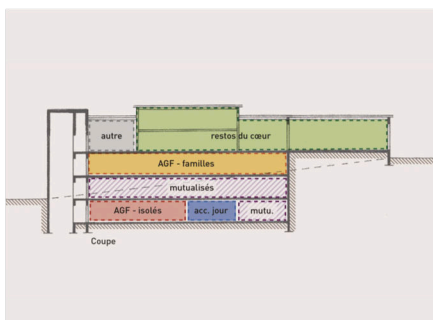 autre
restos du cœur
AGF - familles
mutualisés
AGF - isolés
acc. jour
mutu.
Coupe